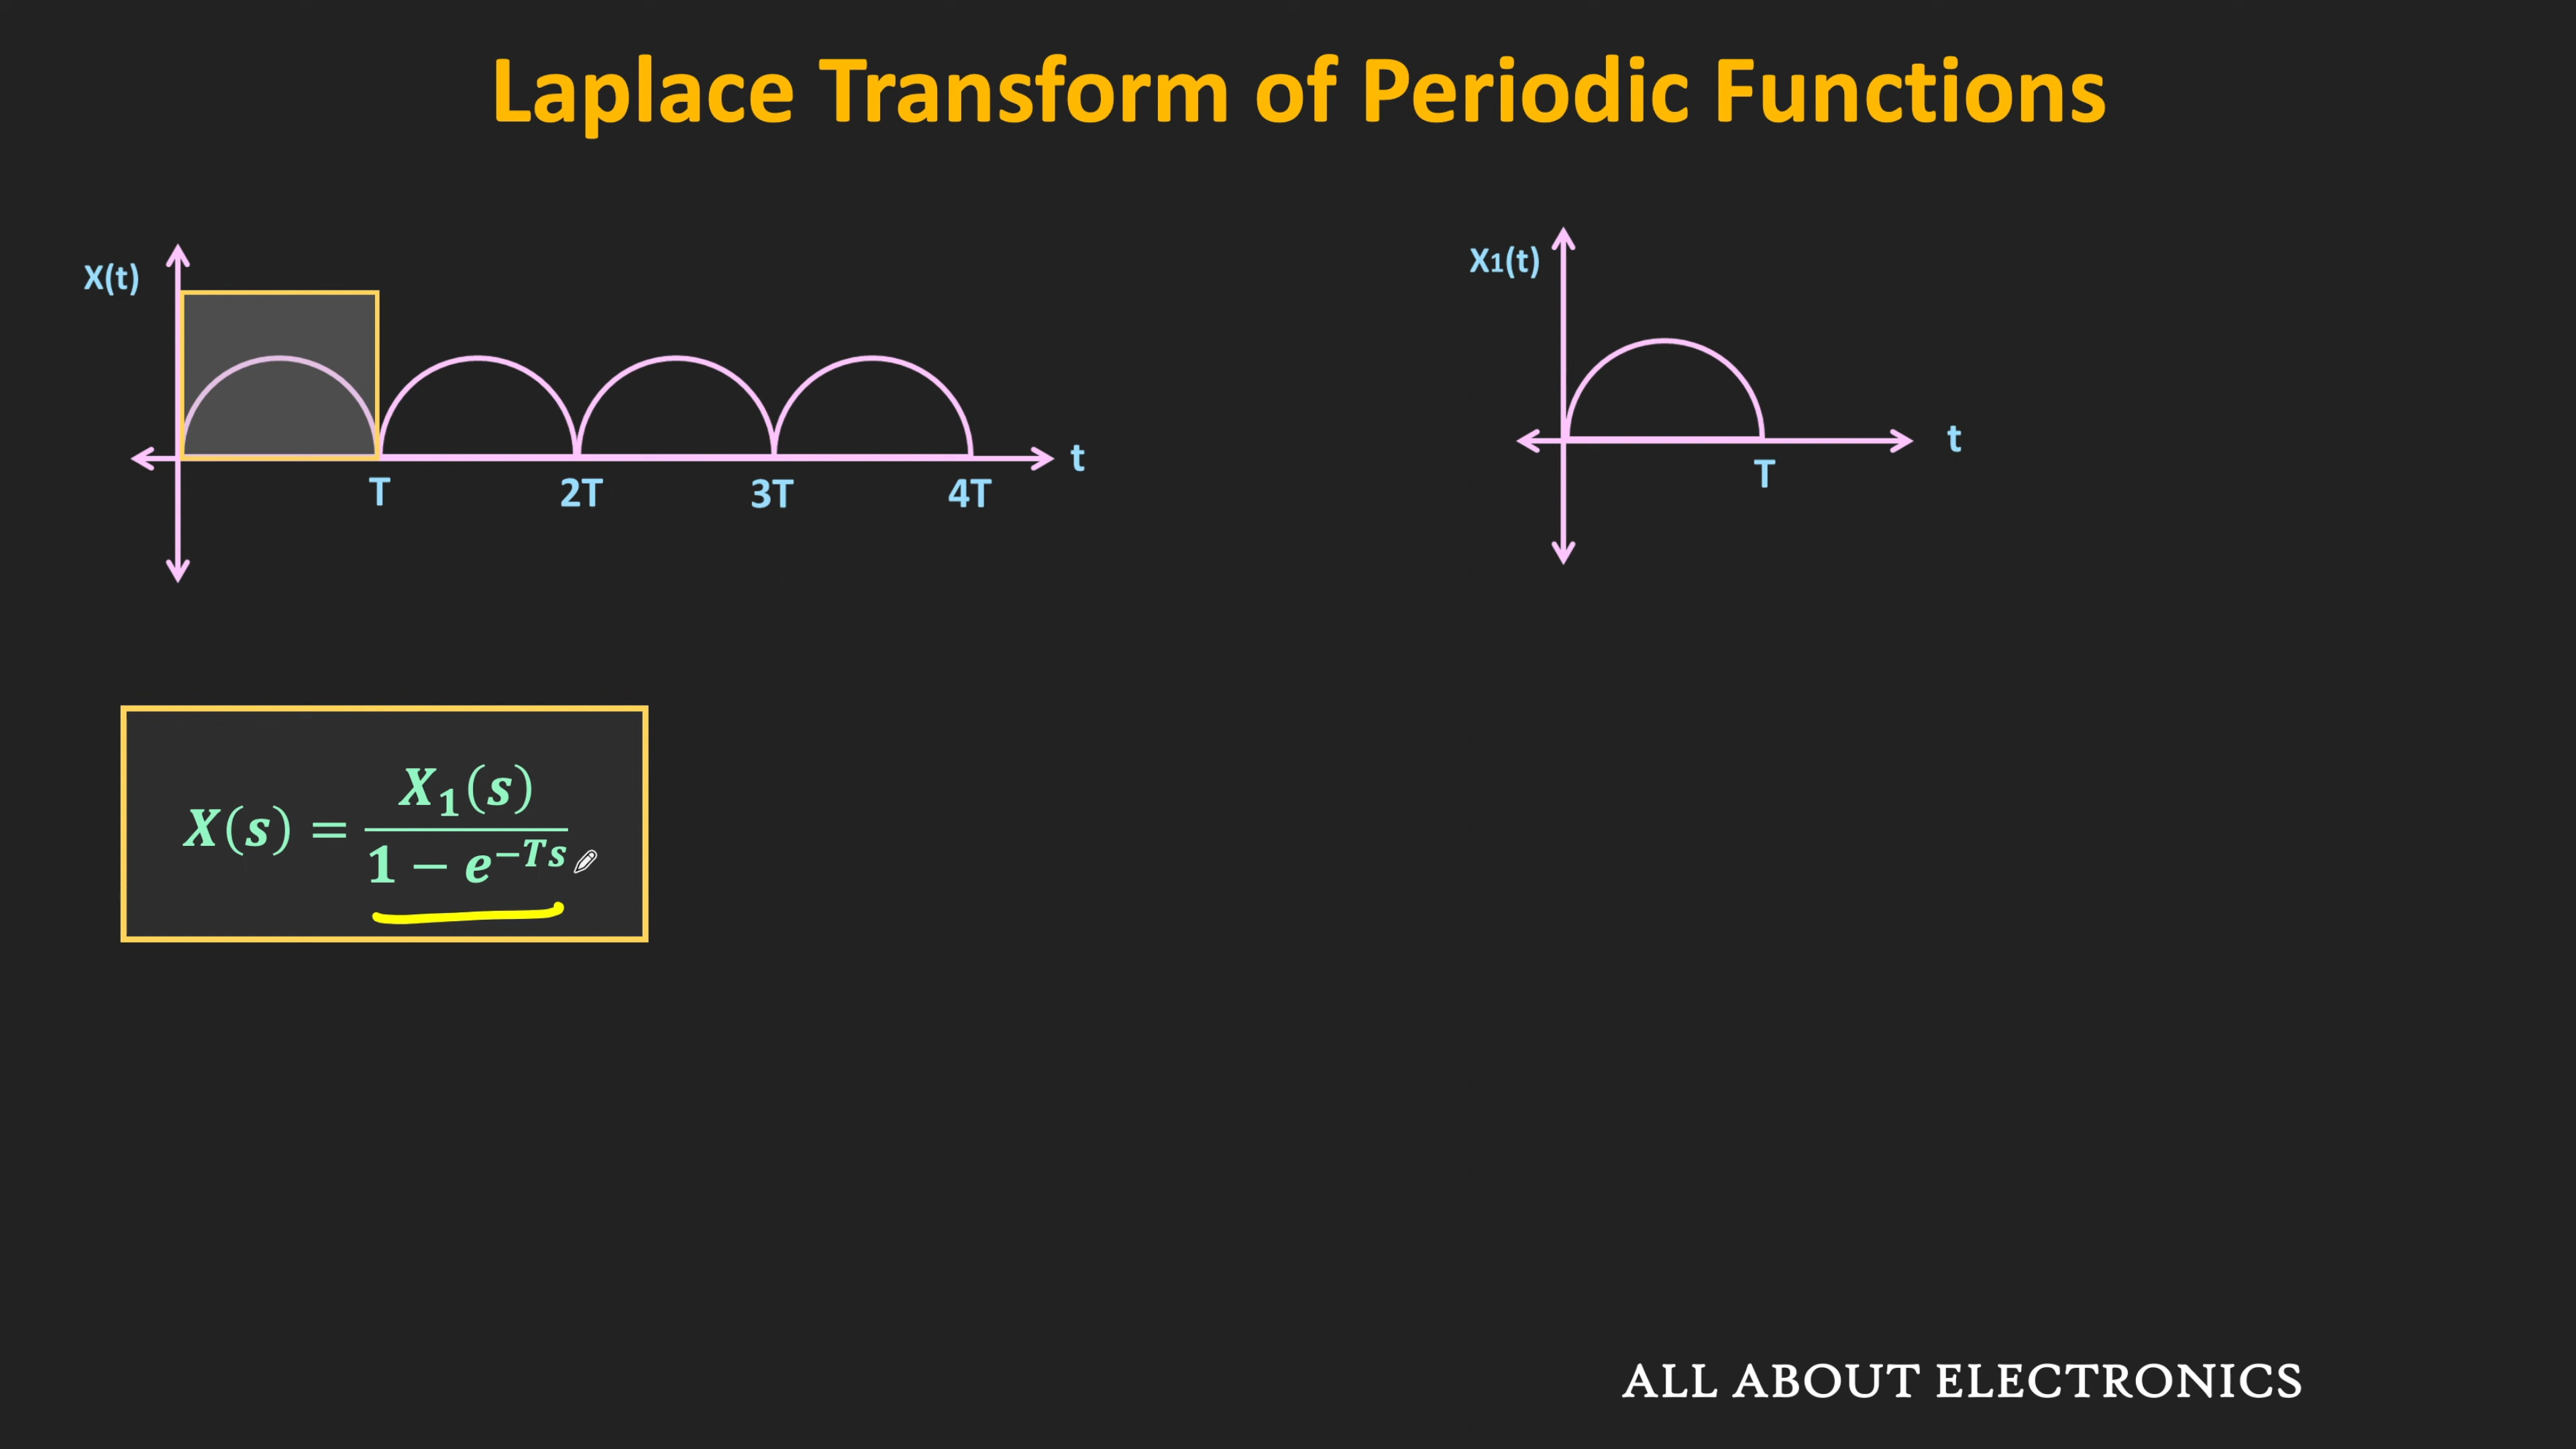 Laplace Transform of Periodic Functions
X(t)
t
T 2T 3T 4T
X1(t)
t
T
X(s) = X₁(s) / 1 − e^−Ts
ALL ABOUT ELECTRONICS